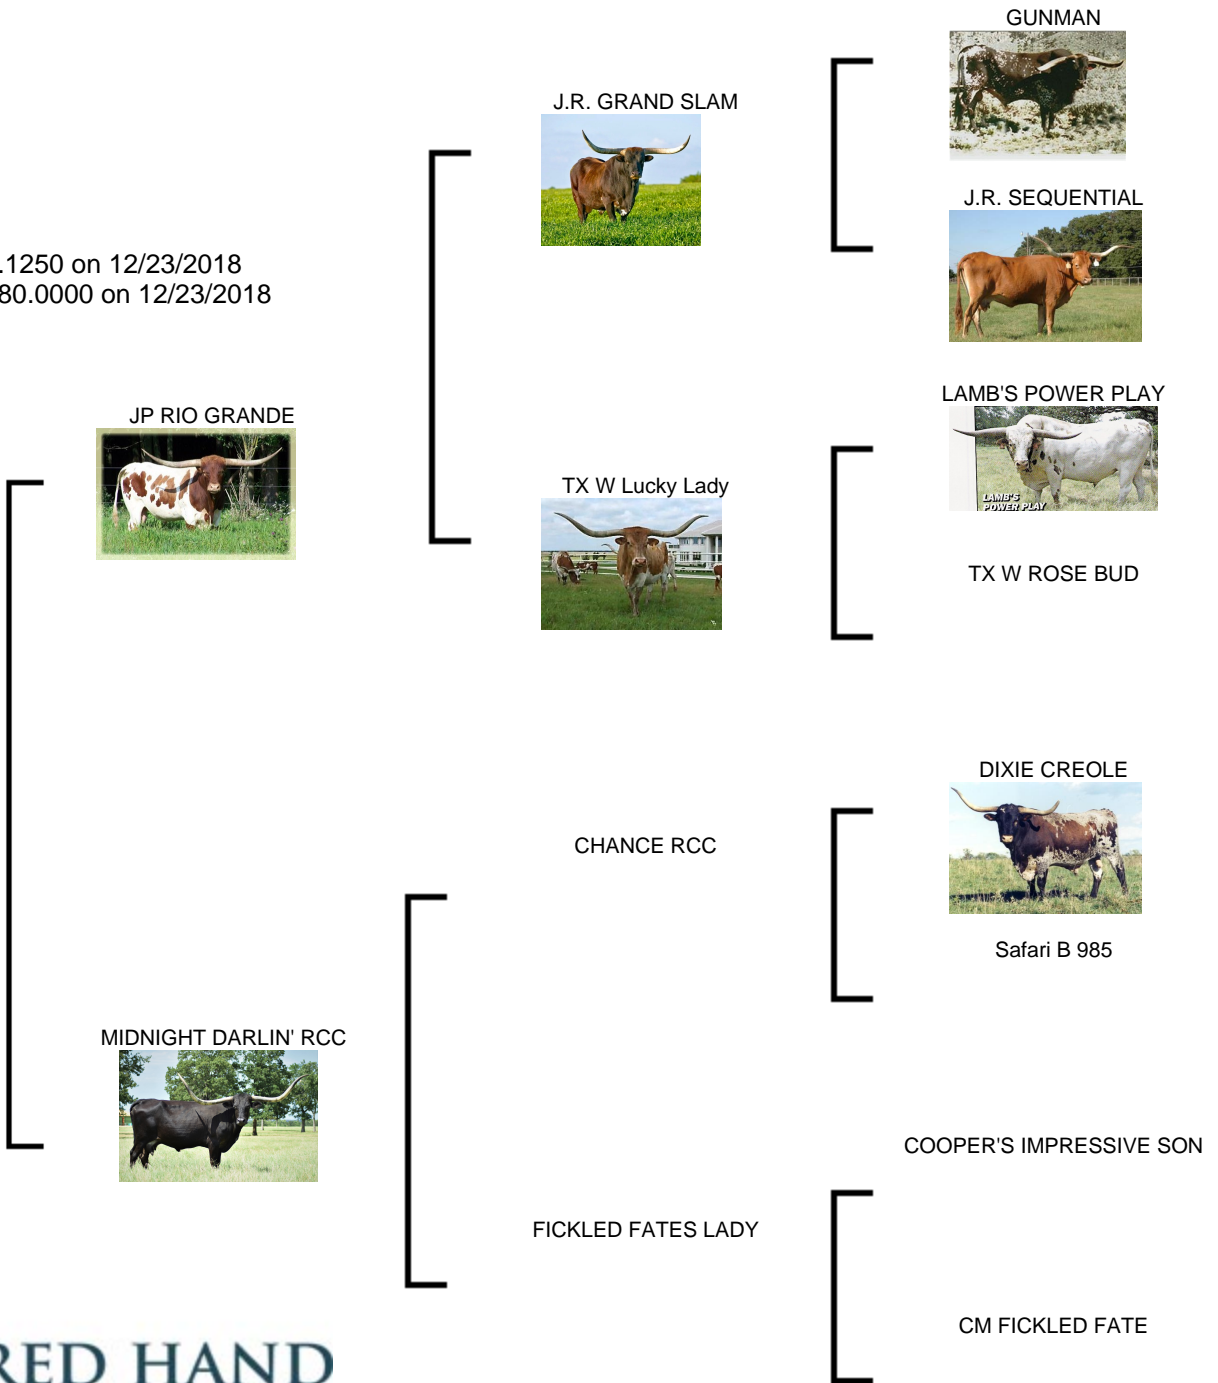 GUNMAN
J.R. GRAND SLAM
J.R. SEQUENTIAL
.1250 on 12/23/2018
80.0000 on 12/23/2018
LAMB'S POWER PLAY
JP RIO GRANDE
TX W Lucky Lady
LAMB'S
POWER PLAY
TX W ROSE BUD
DIXIE CREOLE
CHANCE RCC
Safari B 985
MIDNIGHT DARLIN' RCC
COOPER'S IMPRESSIVE SON
FICKLED FATES LADY
CM FICKLED FATE
RED HAND